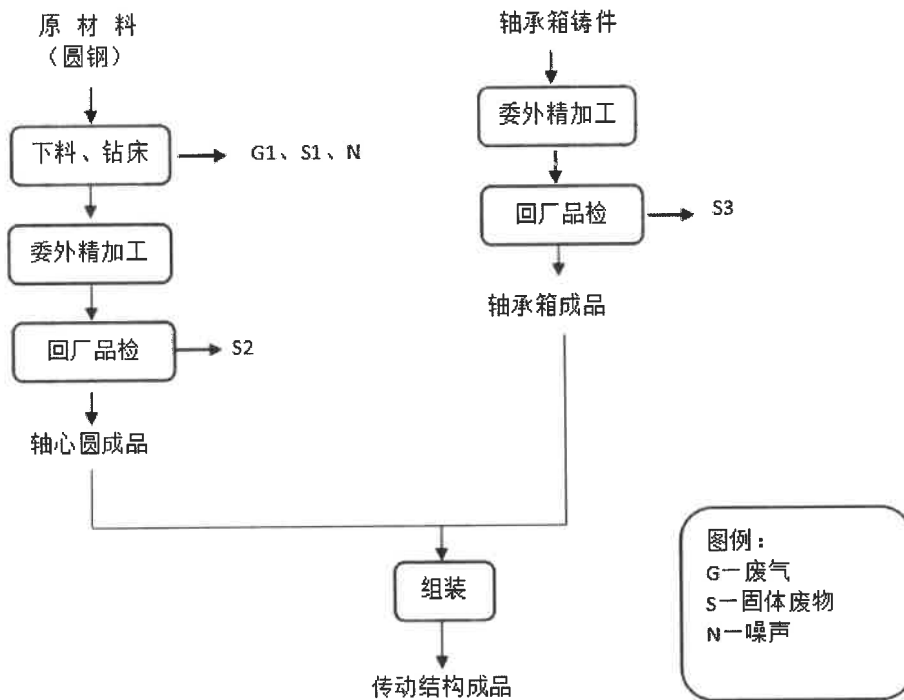 原 材 料
（圆钢）
下料、钻床
G1、S1、N
委外精加工
回厂品检
S2
轴心圆成品
轴承箱铸件
委外精加工
回厂品检
S3
轴承箱成品
组装
传动结构成品
图例：
G一废气
S一固体废物
N一噪声